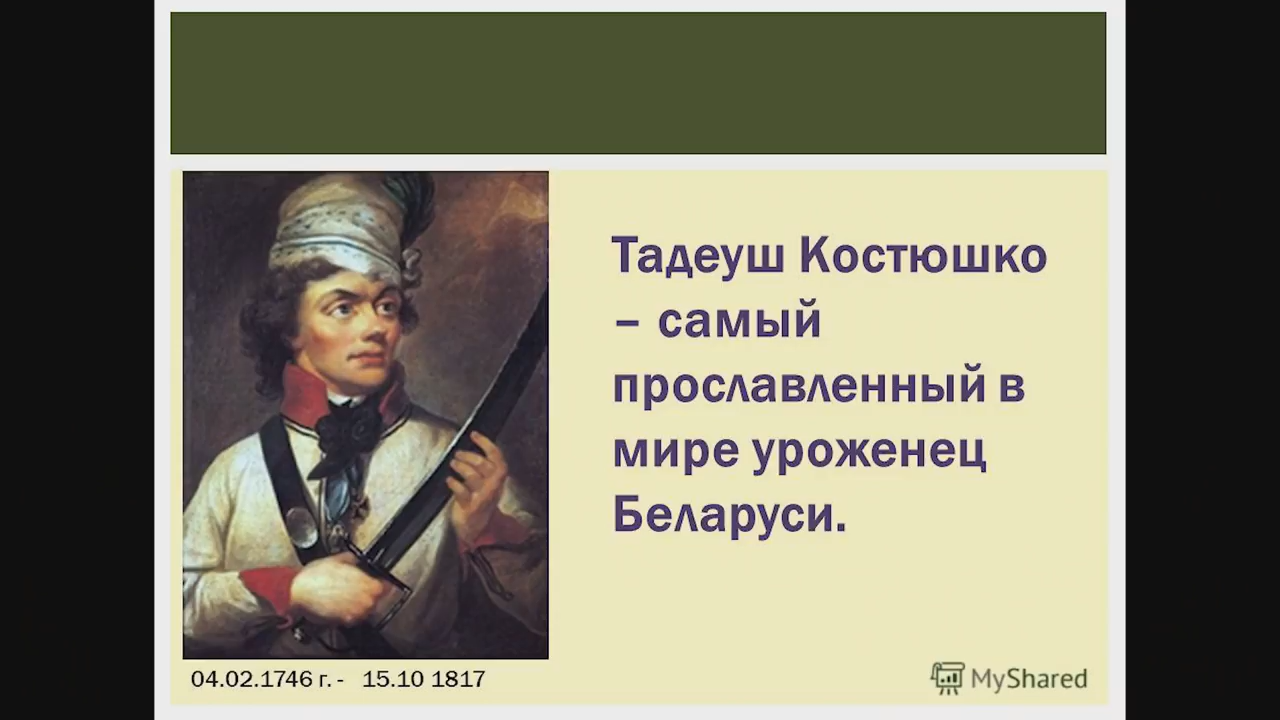 Тадеуш Костюшко
– самый
прославленный в
мире уроженец
Беларуси.
04.02.1746 г. - 15.10 1817
MyShared